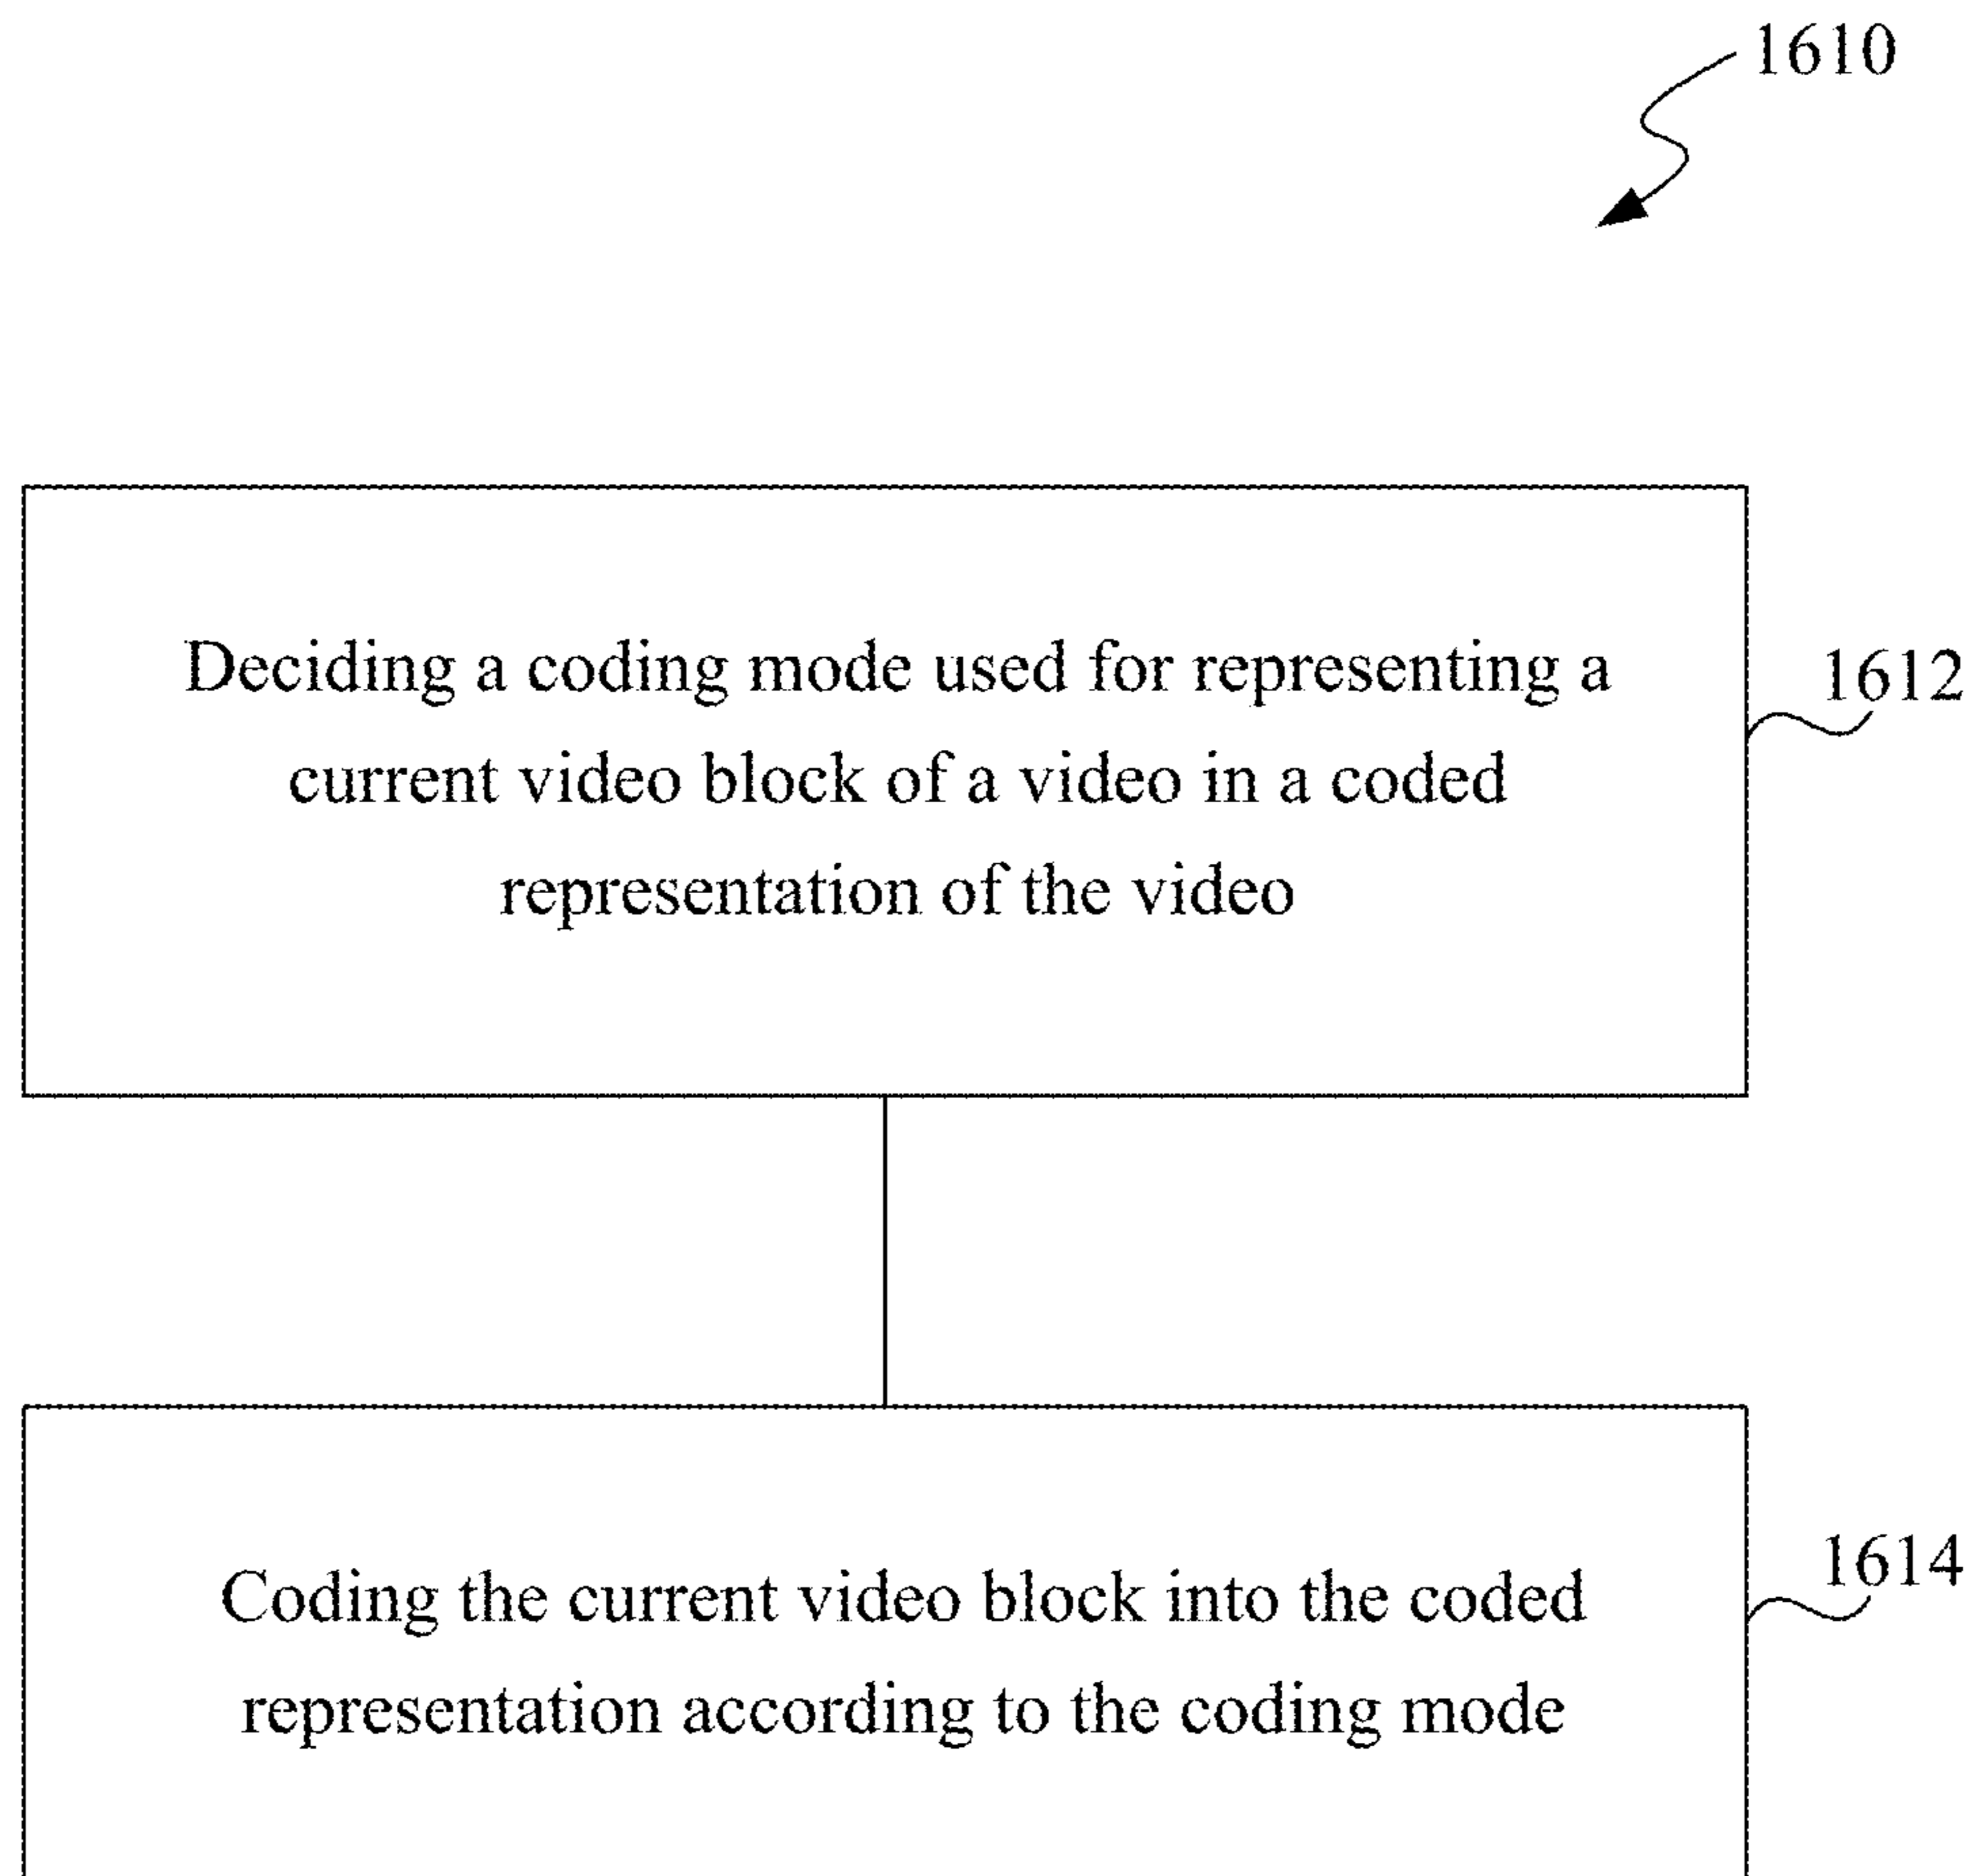 1610
Deciding a coding mode used for representing a
current video block of a video in a coded
representation of the video
1612
Coding the current video block into the coded
representation according to the coding mode
1614